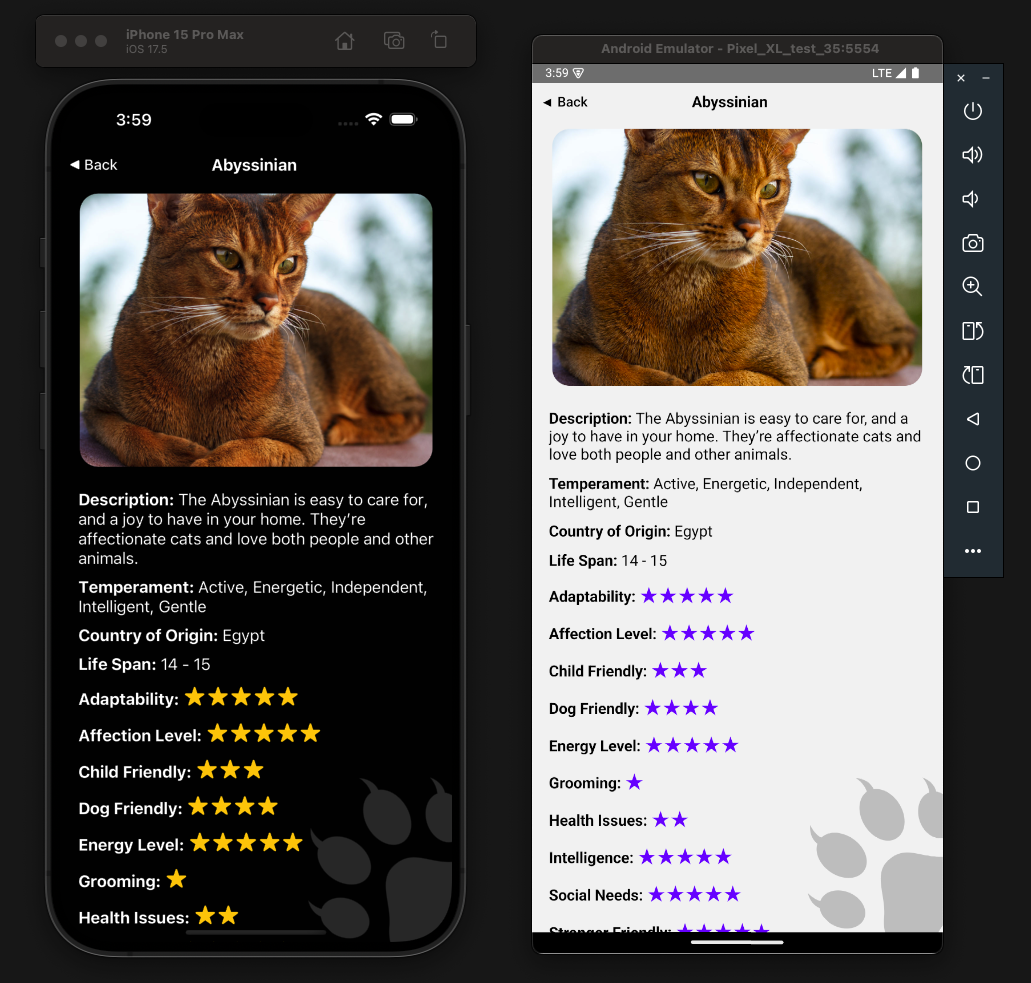 iPhone 15 Pro Max
iOS 17.5
3:59
◀ Back
Abyssinian
Description: The Abyssinian is easy to care for,
and a joy to have in your home. They’re
affectionate cats and love both people and other
animals.
Temperament: Active, Energetic, Independent,
Intelligent, Gentle
Country of Origin: Egypt
Life Span: 14 - 15
Adaptability: ★★★★★
Affection Level: ★★★★★
Child Friendly: ★★★
Dog Friendly: ★★★★
Energy Level: ★★★★★
Grooming: ★
Health Issues: ★★
Android Emulator - Pixel_XL_test_35:5554
3:59
LTE
◀ Back
Abyssinian
Description: The Abyssinian is easy to care for, and a
joy to have in your home. They’re affectionate cats and
love both people and other animals.
Temperament: Active, Energetic, Independent,
Intelligent, Gentle
Country of Origin: Egypt
Life Span: 14 - 15
Adaptability: ★★★★★
Affection Level: ★★★★★
Child Friendly: ★★★
Dog Friendly: ★★★★
Energy Level: ★★★★★
Grooming: ★
Health Issues: ★★
Intelligence: ★★★★★
Social Needs: ★★★★★
Stranger Friendly: ★★★★★